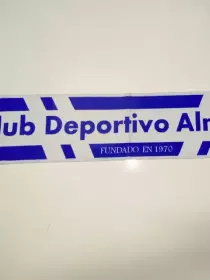 lub Deportivo Alm
FUNDADO EN 1970